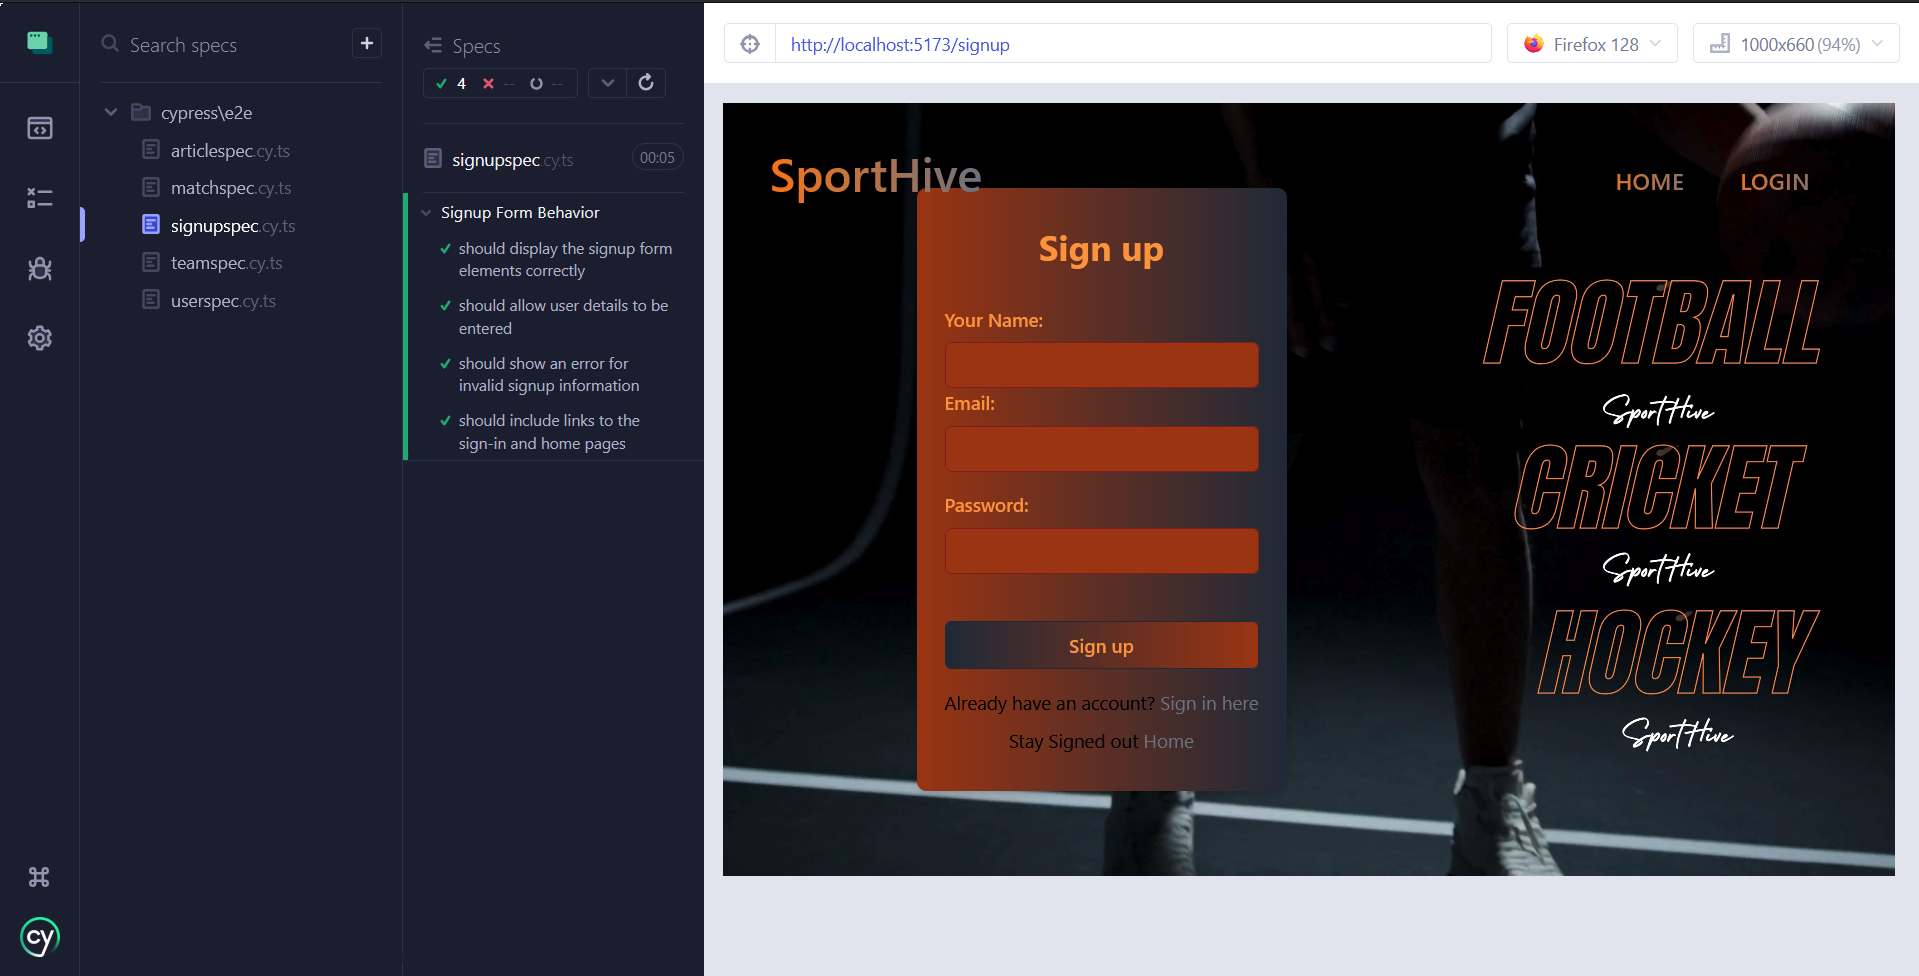 Search specs
+
cypress\e2e
articlespec.cy.ts
matchspec.cy.ts
signupspec.cy.ts
teamspec.cy.ts
userspec.cy.ts
cy
Specs
4 -- --
signupspec.cy.ts 00:05
Signup Form Behavior
should display the signup form
elements correctly
should allow user details to be
entered
should show an error for
invalid signup information
should include links to the
sign-in and home pages
http://localhost:5173/signup
Firefox 128
1000x660 (94%)
SportHive
HOME LOGIN
Sign up
Your Name:
Email:
Password:
Sign up
Already have an account? Sign in here
Stay Signed out Home
FOOTBALL
SportHive
CRICKET
SportHive
HOCKEY
SportHive